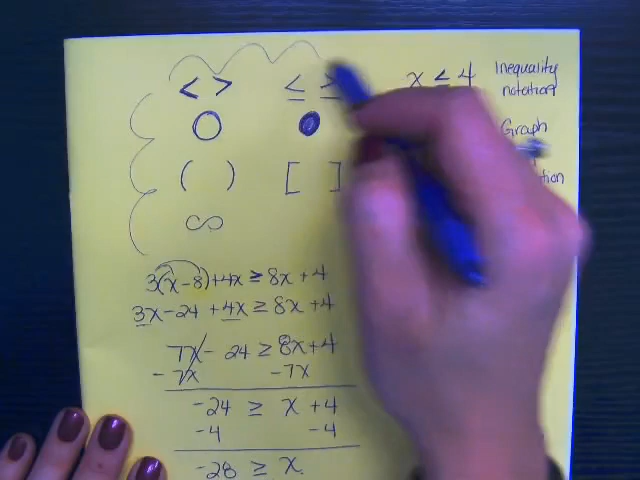 < > ≤ ≥ x ≤ 4 Inequality notation
Graph
( ) [ ]
∞
3(x-8)+4x ≥ 8x+4
3x-24+4x ≥ 8x+4
7x-24 ≥ 8x+4
-7x -7x
-24 ≥ x+4
-4 -4
-28 ≥ x